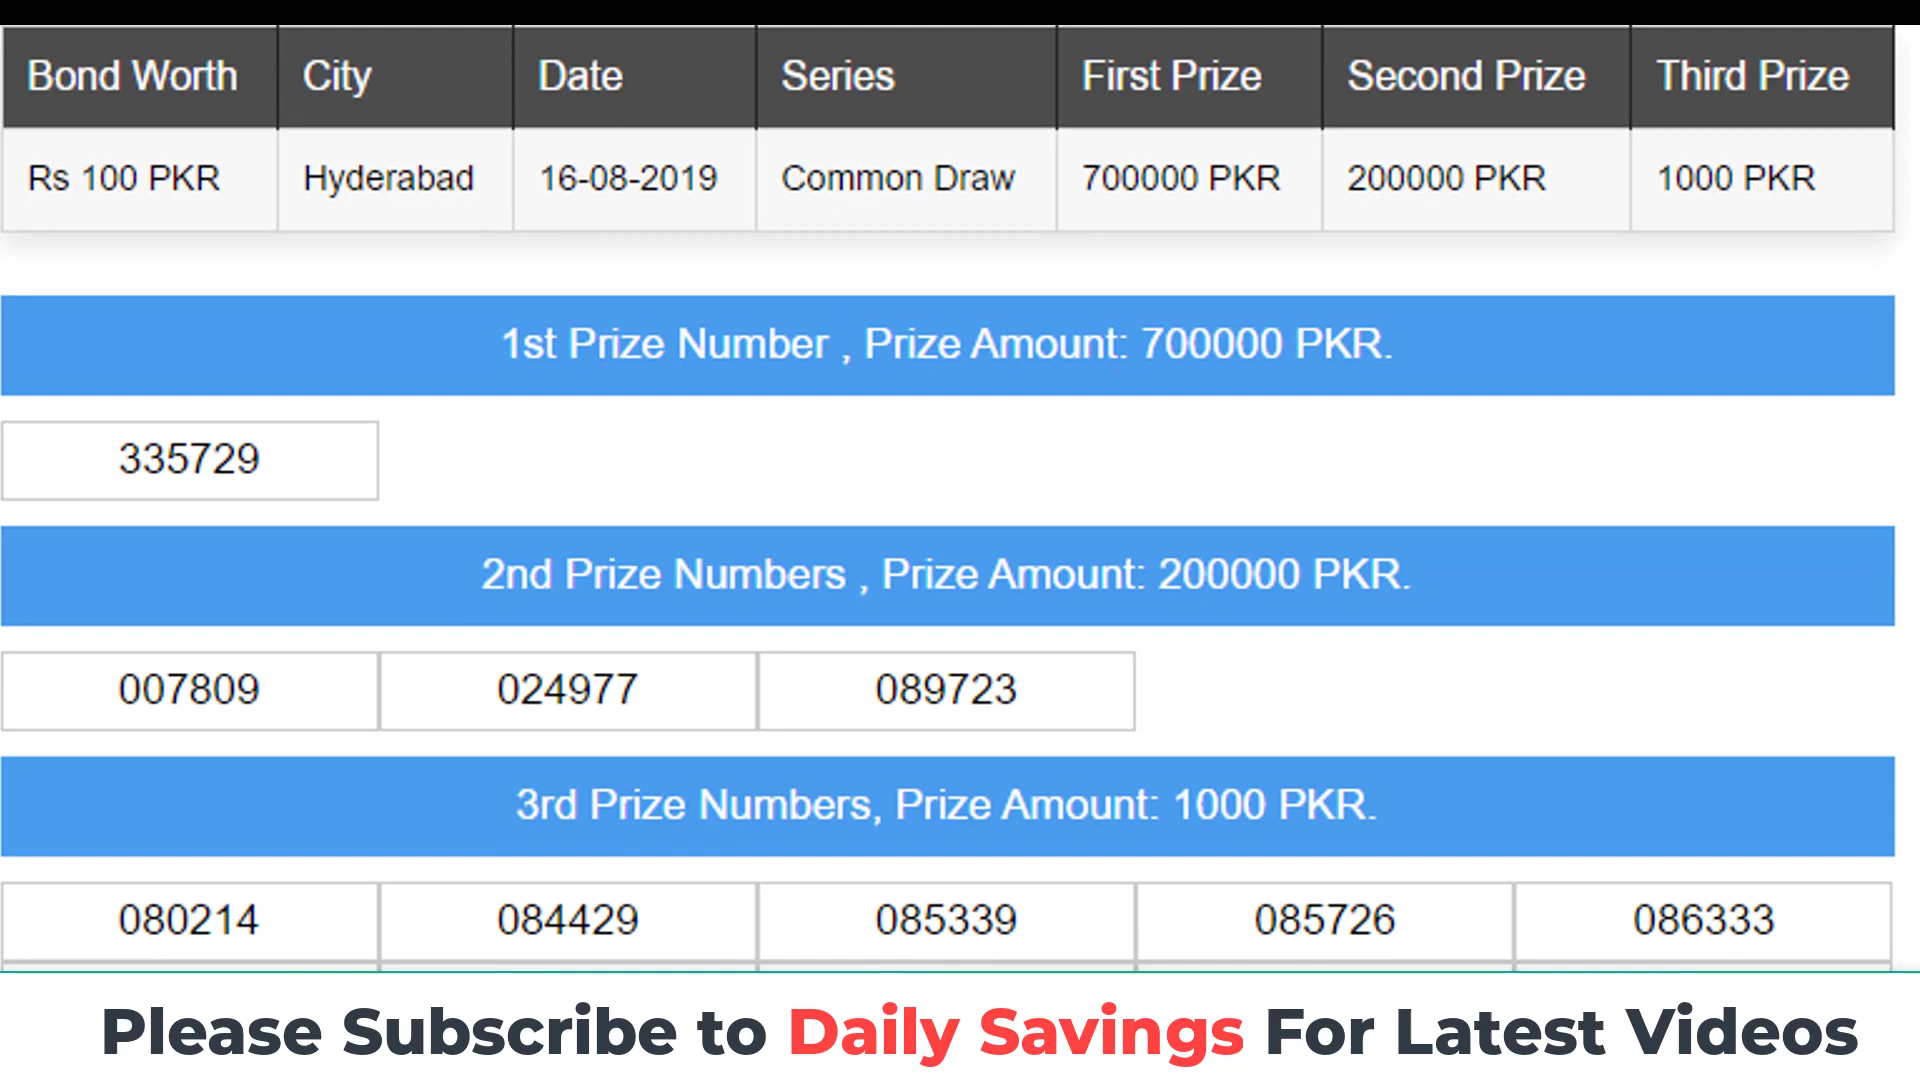 Bond Worth City Date Series First Prize Second Prize Third Prize
Rs 100 PKR Hyderabad 16-08-2019 Common Draw 700000 PKR 200000 PKR 1000 PKR
1st Prize Number , Prize Amount: 700000 PKR.
335729
2nd Prize Numbers , Prize Amount: 200000 PKR.
007809 024977 089723
3rd Prize Numbers, Prize Amount: 1000 PKR.
080214 084429 085339 085726 086333
Please Subscribe to Daily Savings For Latest Videos